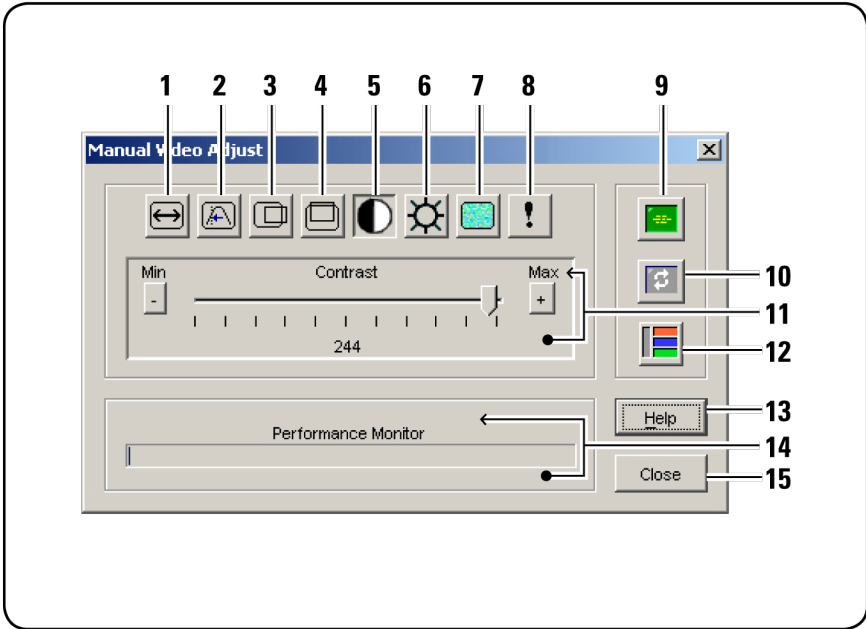 1 2 3 4 5 6 7 8 9
Manual Video Adjust
!
Min Contrast Max
- +
10
11
244
12
Help 13
Performance Monitor
14
Close 15